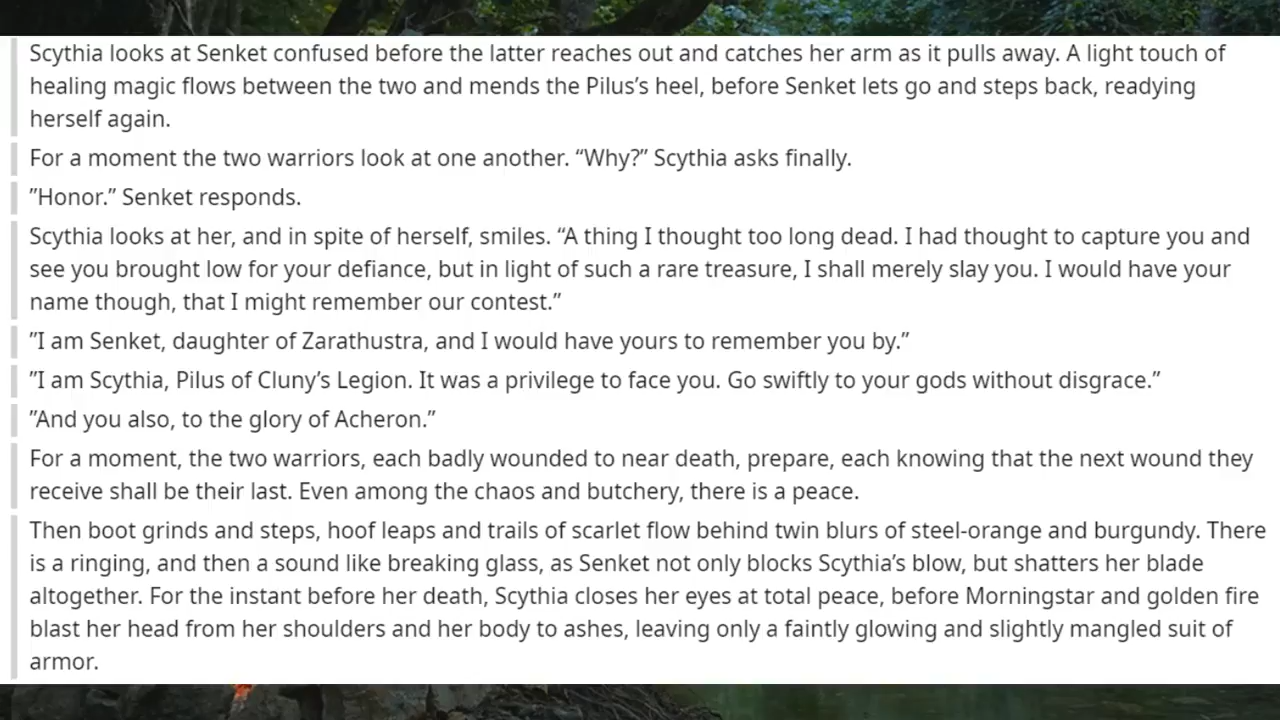 Scythia looks at Senket confused before the latter reaches out and catches her arm as it pulls away. A light touch of
healing magic flows between the two and mends the Pilus’s heel, before Senket lets go and steps back, readying
herself again.
For a moment the two warriors look at one another. “Why?” Scythia asks finally.
”Honor.” Senket responds.
Scythia looks at her, and in spite of herself, smiles. “A thing I thought too long dead. I had thought to capture you and
see you brought low for your defiance, but in light of such a rare treasure, I shall merely slay you. I would have your
name though, that I might remember our contest.”
”I am Senket, daughter of Zarathustra, and I would have yours to remember you by.”
”I am Scythia, Pilus of Cluny’s Legion. It was a privilege to face you. Go swiftly to your gods without disgrace.”
”And you also, to the glory of Acheron.”
For a moment, the two warriors, each badly wounded to near death, prepare, each knowing that the next wound they
receive shall be their last. Even among the chaos and butchery, there is a peace.
Then boot grinds and steps, hoof leaps and trails of scarlet flow behind twin blurs of steel-orange and burgundy. There
is a ringing, and then a sound like breaking glass, as Senket not only blocks Scythia’s blow, but shatters her blade
altogether. For the instant before her death, Scythia closes her eyes at total peace, before Morningstar and golden fire
blast her head from her shoulders and her body to ashes, leaving only a faintly glowing and slightly mangled suit of
armor.